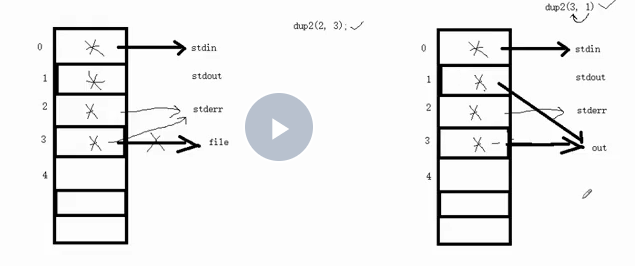 dup2(3, 1)
dup2(2, 3);
0 stdin
1 stdout
2 stderr
3 file
4
0 stdin
1 stdout
2 stderr
3 out
4